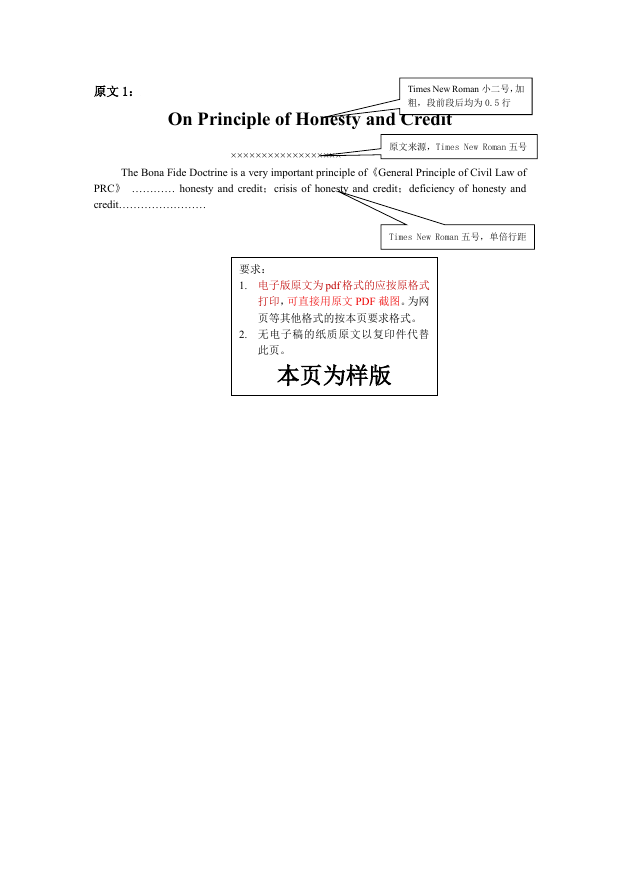 原文 1：
Times New Roman 小二号，加
粗，段前段后均为 0.5 行
On Principle of Honesty and Credit
原文来源，Times New Roman 五号
××××××××××××××××××
The Bona Fide Doctrine is a very important principle of《General Principle of Civil Law of
PRC》 ………… honesty and credit；crisis of honesty and credit；deficiency of honesty and
credit……………………
Times New Roman 五号，单倍行距
要求：
1. 电子版原文为 pdf 格式的应按原格式
打印，可直接用原文 PDF 截图。为网
页等其他格式的按本页要求格式。
2. 无电子稿的纸质原文以复印件代替
此页。
本页为样版